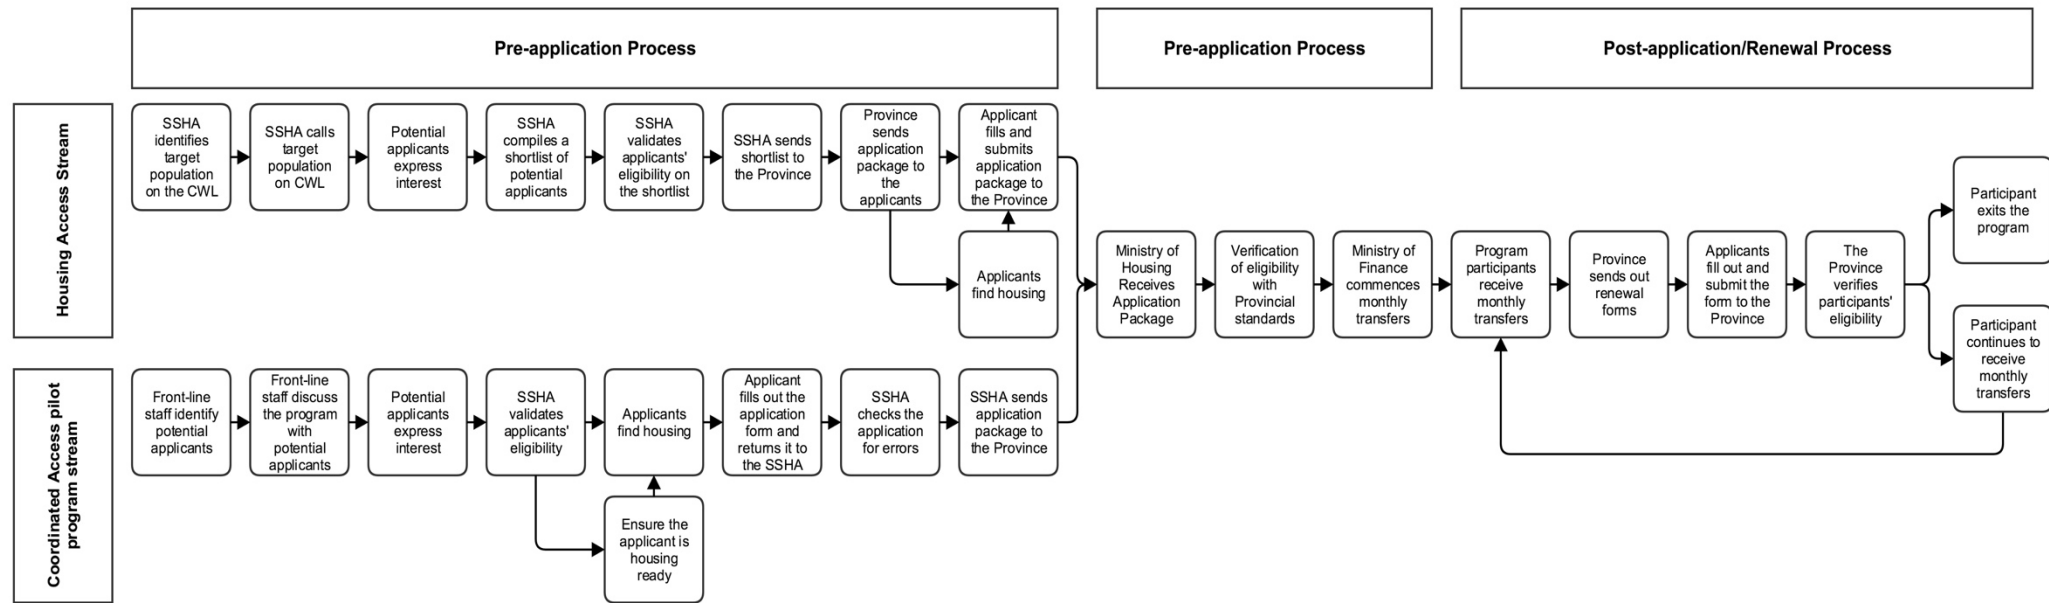 Pre-application Process
Pre-application Process
Post-application/Renewal Process
Housing Access Stream
SSHA
identifies
target
population
on the CWL
SSHA calls
target
population
on CWL
Potential
applicants
express
interest
SSHA
compiles a
shortlist of
potential
applicants
SSHA
validates
applicants'
eligibility on
the shortlist
SSHA sends
shortlist to
the Province
Province
sends
application
package to
the
applicants
Applicant
fills and
submits
application
package to
the Province
Applicants
find housing
Ministry of
Housing
Receives
Application
Package
Verification
of eligibility
with
Provincial
standards
Ministry of
Finance
commences
monthly
transfers
Program
participants
receive
monthly
transfers
Province
sends out
renewal
forms
Applicants
fill out and
submit the
form to the
Province
The
Province
verifies
participants'
eligibility
Participant
exits the
program
Participant
continues to
receive
monthly
transfers
Coordinated Access pilot
program stream
Front-line
staff identify
potential
applicants
Front-line
staff discuss
the program
with
potential
applicants
Potential
applicants
express
interest
SSHA
validates
applicants'
eligibility
Applicants
find housing
Applicant
fills out the
application
form and
returns it to
the SSHA
SSHA
checks the
application
for errors
SSHA sends
application
package to
the Province
Ensure the
applicant is
housing
ready